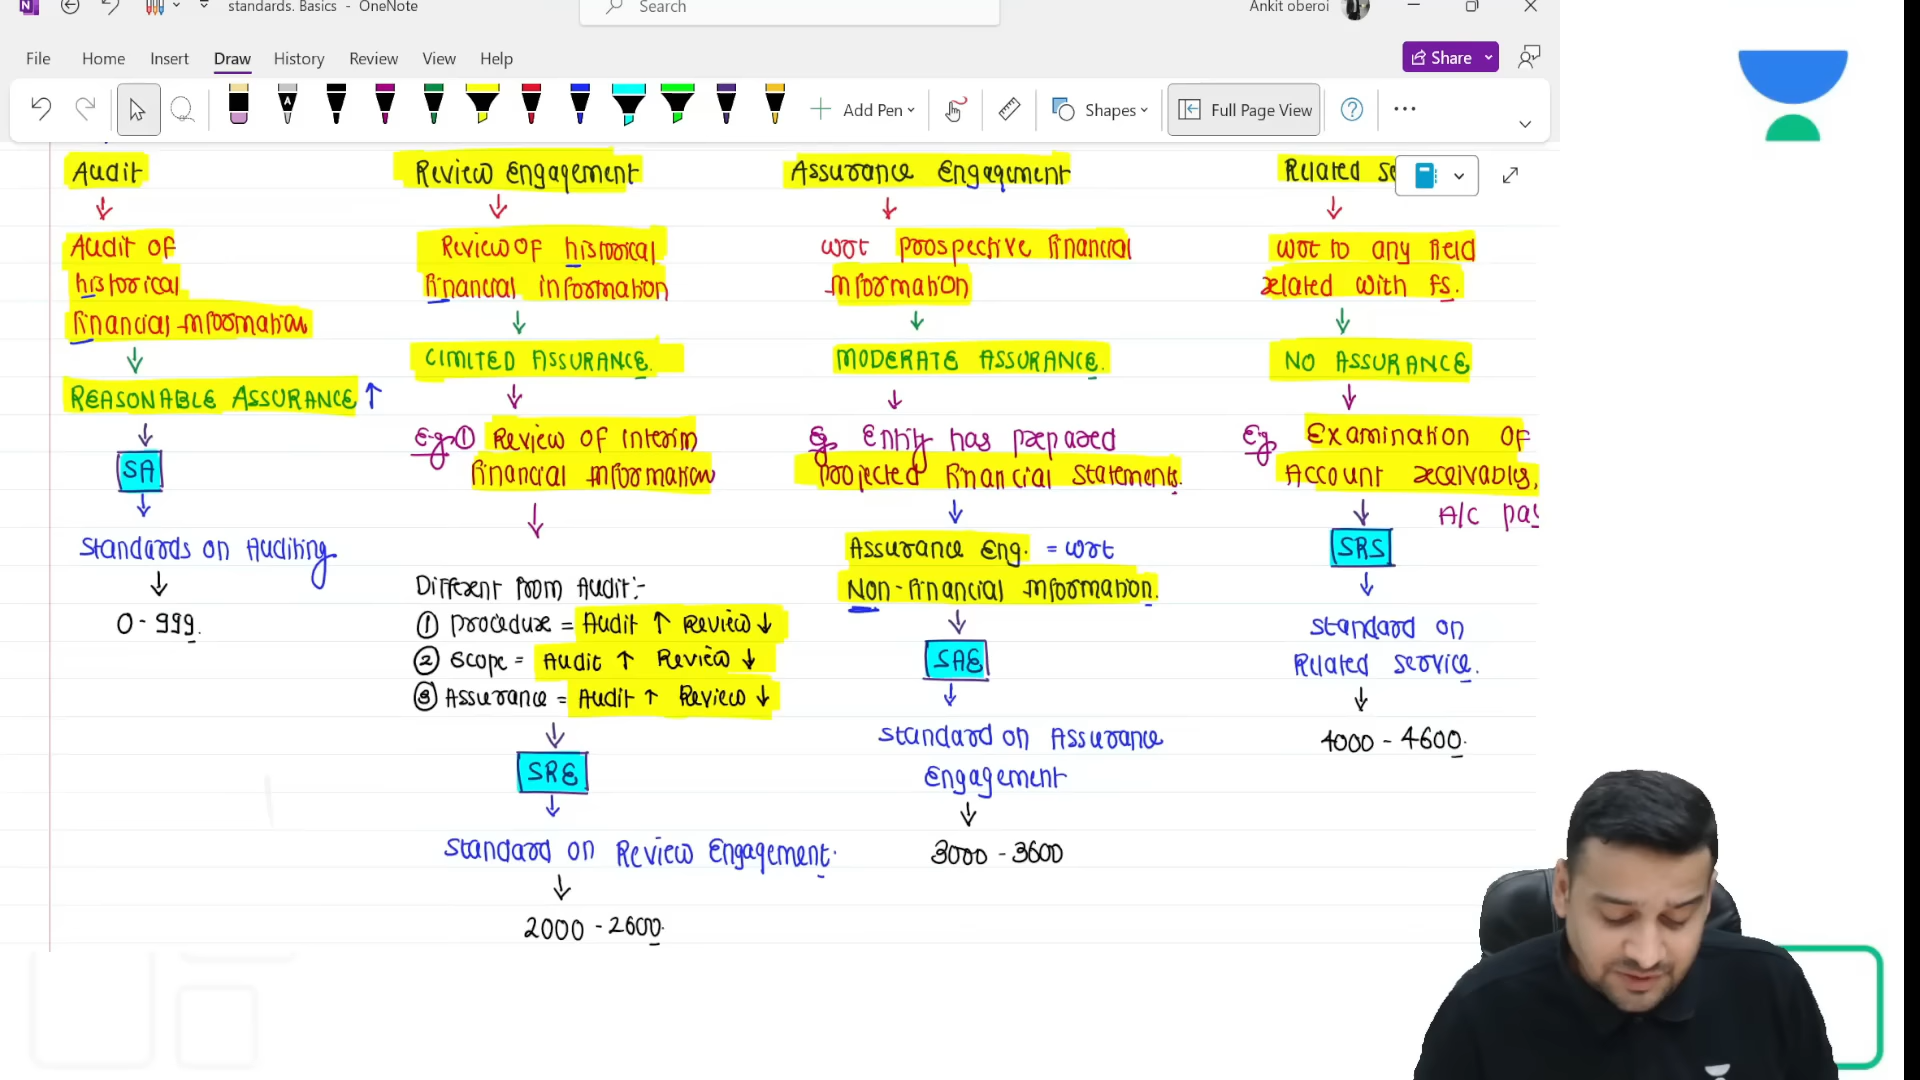 standards. Basics - OneNote
Search
Ankit oberoi
File Home Insert Draw History Review View Help
Share
A
Add Pen
Shapes
Full Page View
Audit
Audit of
historical
financial information
REASONABLE ASSURANCE ↑
SA
Standards on Auditing
0 - 999.
Review Engagement
Review of historical
financial information
LIMITED ASSURANCE.
Eg ① Review of interim
financial information
Different from Audit:-
① Procedure = Audit ↑ Review ↓
② Scope = Audit ↑ Review ↓
③ Assurance = Audit ↑ Review ↓
SRE
Standard on Review Engagement.
2000 - 2600.
Assurance Engagement
wrt prospective financial
information
MODERATE ASSURANCE.
Eg Entity has prepared
projected financial statements.
Assurance Eng. = wrt
Non-financial information.
SAE
Standard on Assurance
Engagement
3000 - 3600
Related
wrt to any field
related with fs.
NO ASSURANCE
Eg Examination of
Account receivables,
A/C
SRS
Standard on
Related service.
4000 - 4600.